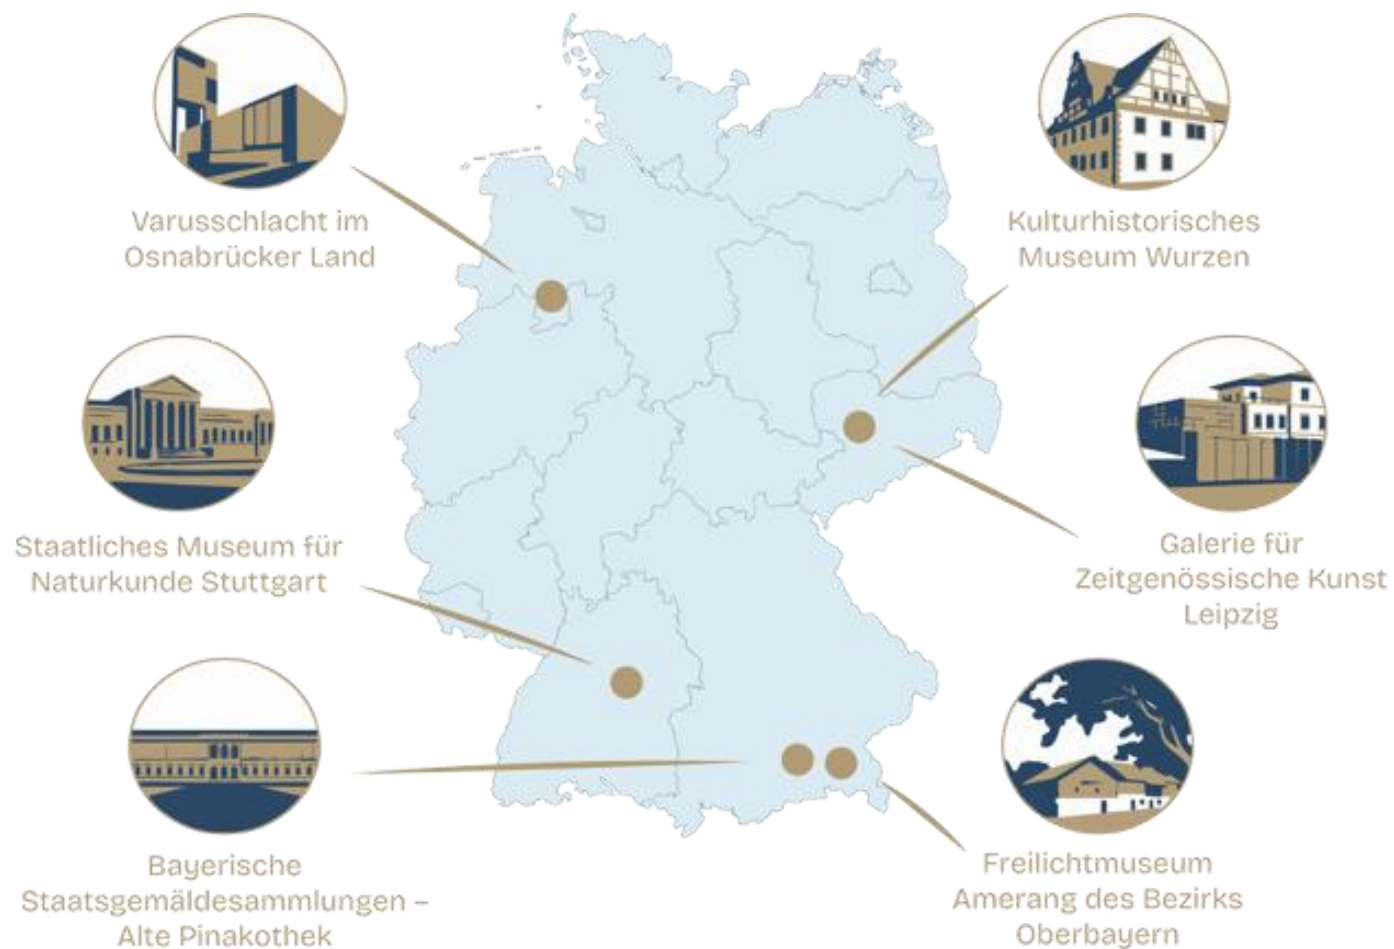 Varusschlacht im
Osnabrücker Land
Kulturhistorisches
Museum Wurzen
Staatliches Museum für
Naturkunde Stuttgart
Galerie für
Zeitgenössische Kunst
Leipzig
Bayerische
Staatsgemäldesammlungen –
Alte Pinakothek
Freilichtmuseum
Amerang des Bezirks
Oberbayern